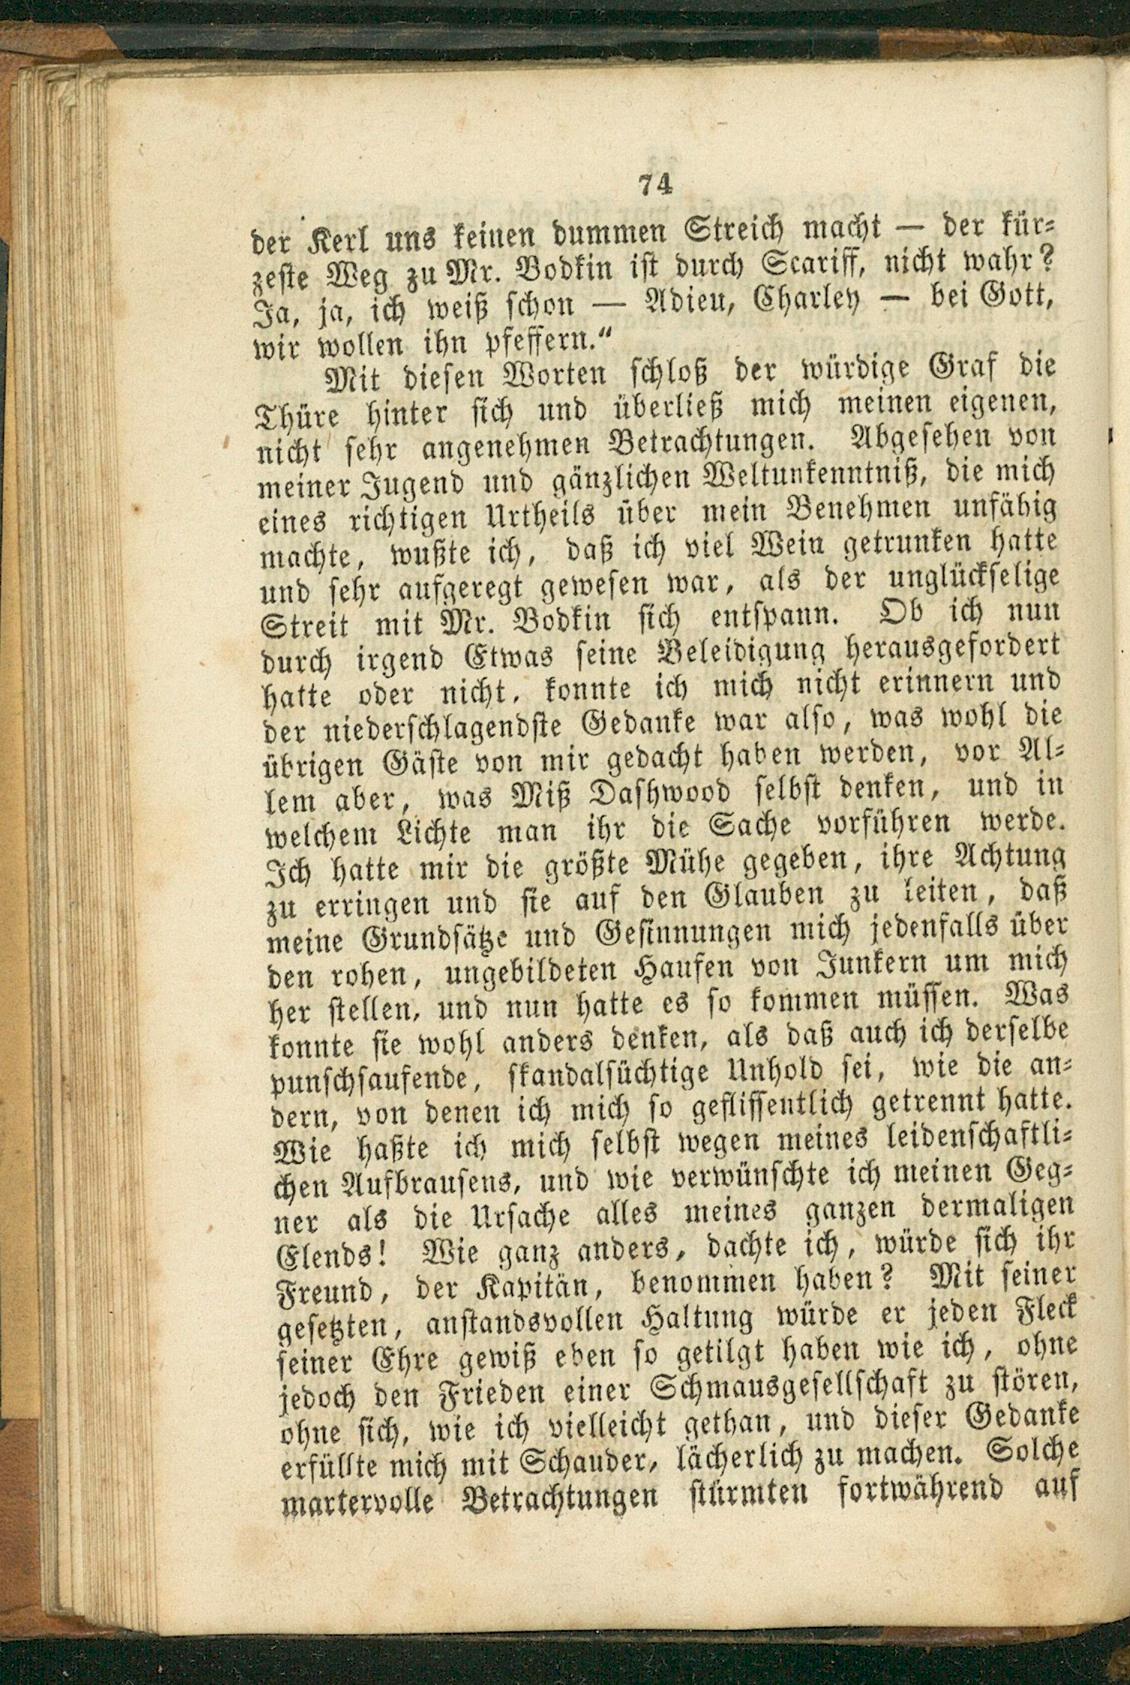 74
der Kerl uns keinen dummen Streich macht — der kür-
zeste Weg zu Mr. Bodkin ist durch Scariff, nicht wahr?
Ja, ja, ich weiß schon — Adieu, Charley — bei Gott,
wir wollen ihn pfeffern.“
Mit diesen Worten schloß der würdige Graf die
Thüre hinter sich und überließ mich meinen eigenen,
nicht sehr angenehmen Betrachtungen. Abgesehen von
meiner Jugend und gänzlichen Weltunkenntniß, die mich
eines richtigen Urtheils über mein Benehmen unfähig
machte, wußte ich, daß ich viel Wein getrunken hatte
und sehr aufgeregt gewesen war, als der unglückselige
Streit mit Mr. Bodkin sich entspann. Ob ich nun
durch irgend Etwas seine Beleidigung herausgefordert
hatte oder nicht, konnte ich mich nicht erinnern und
der niederschlagendste Gedanke war also, was wohl die
übrigen Gäste von mir gedacht haben werden, vor Al-
lem aber, was Miß Dashwood selbst denken, und in
welchem Lichte man ihr die Sache vorführen werde.
Ich hatte mir die größte Mühe gegeben, ihre Achtung
zu erringen und sie auf den Glauben zu leiten, daß
meine Grundsätze und Gesinnungen mich jedenfalls über
den rohen, ungebildeten Haufen von Junkern um mich
her stellen, und nun hatte es so kommen müssen. Was
konnte sie wohl anders denken, als daß auch ich derselbe
punschsaufende, skandalsüchtige Unhold sei, wie die an-
dern, von denen ich mich so geflissentlich getrennt hatte.
Wie haßte ich mich selbst wegen meines leidenschaftli-
chen Aufbrausens, und wie verwünschte ich meinen Geg-
ner als die Ursache alles meines ganzen dermaligen
Elends! Wie ganz anders, dachte ich, würde sich ihr
Freund, der Kapitän, benommen haben? Mit seiner
gesetzten, anstandsvollen Haltung würde er jeden Fleck
seiner Ehre gewiß eben so getilgt haben wie ich, ohne
jedoch den Frieden einer Schmausgesellschaft zu stören,
ohne sich, wie ich vielleicht gethan, und dieser Gedanke
erfüllte mich mit Schauder, lächerlich zu machen. Solche
martervolle Betrachtungen stürmten fortwährend auf